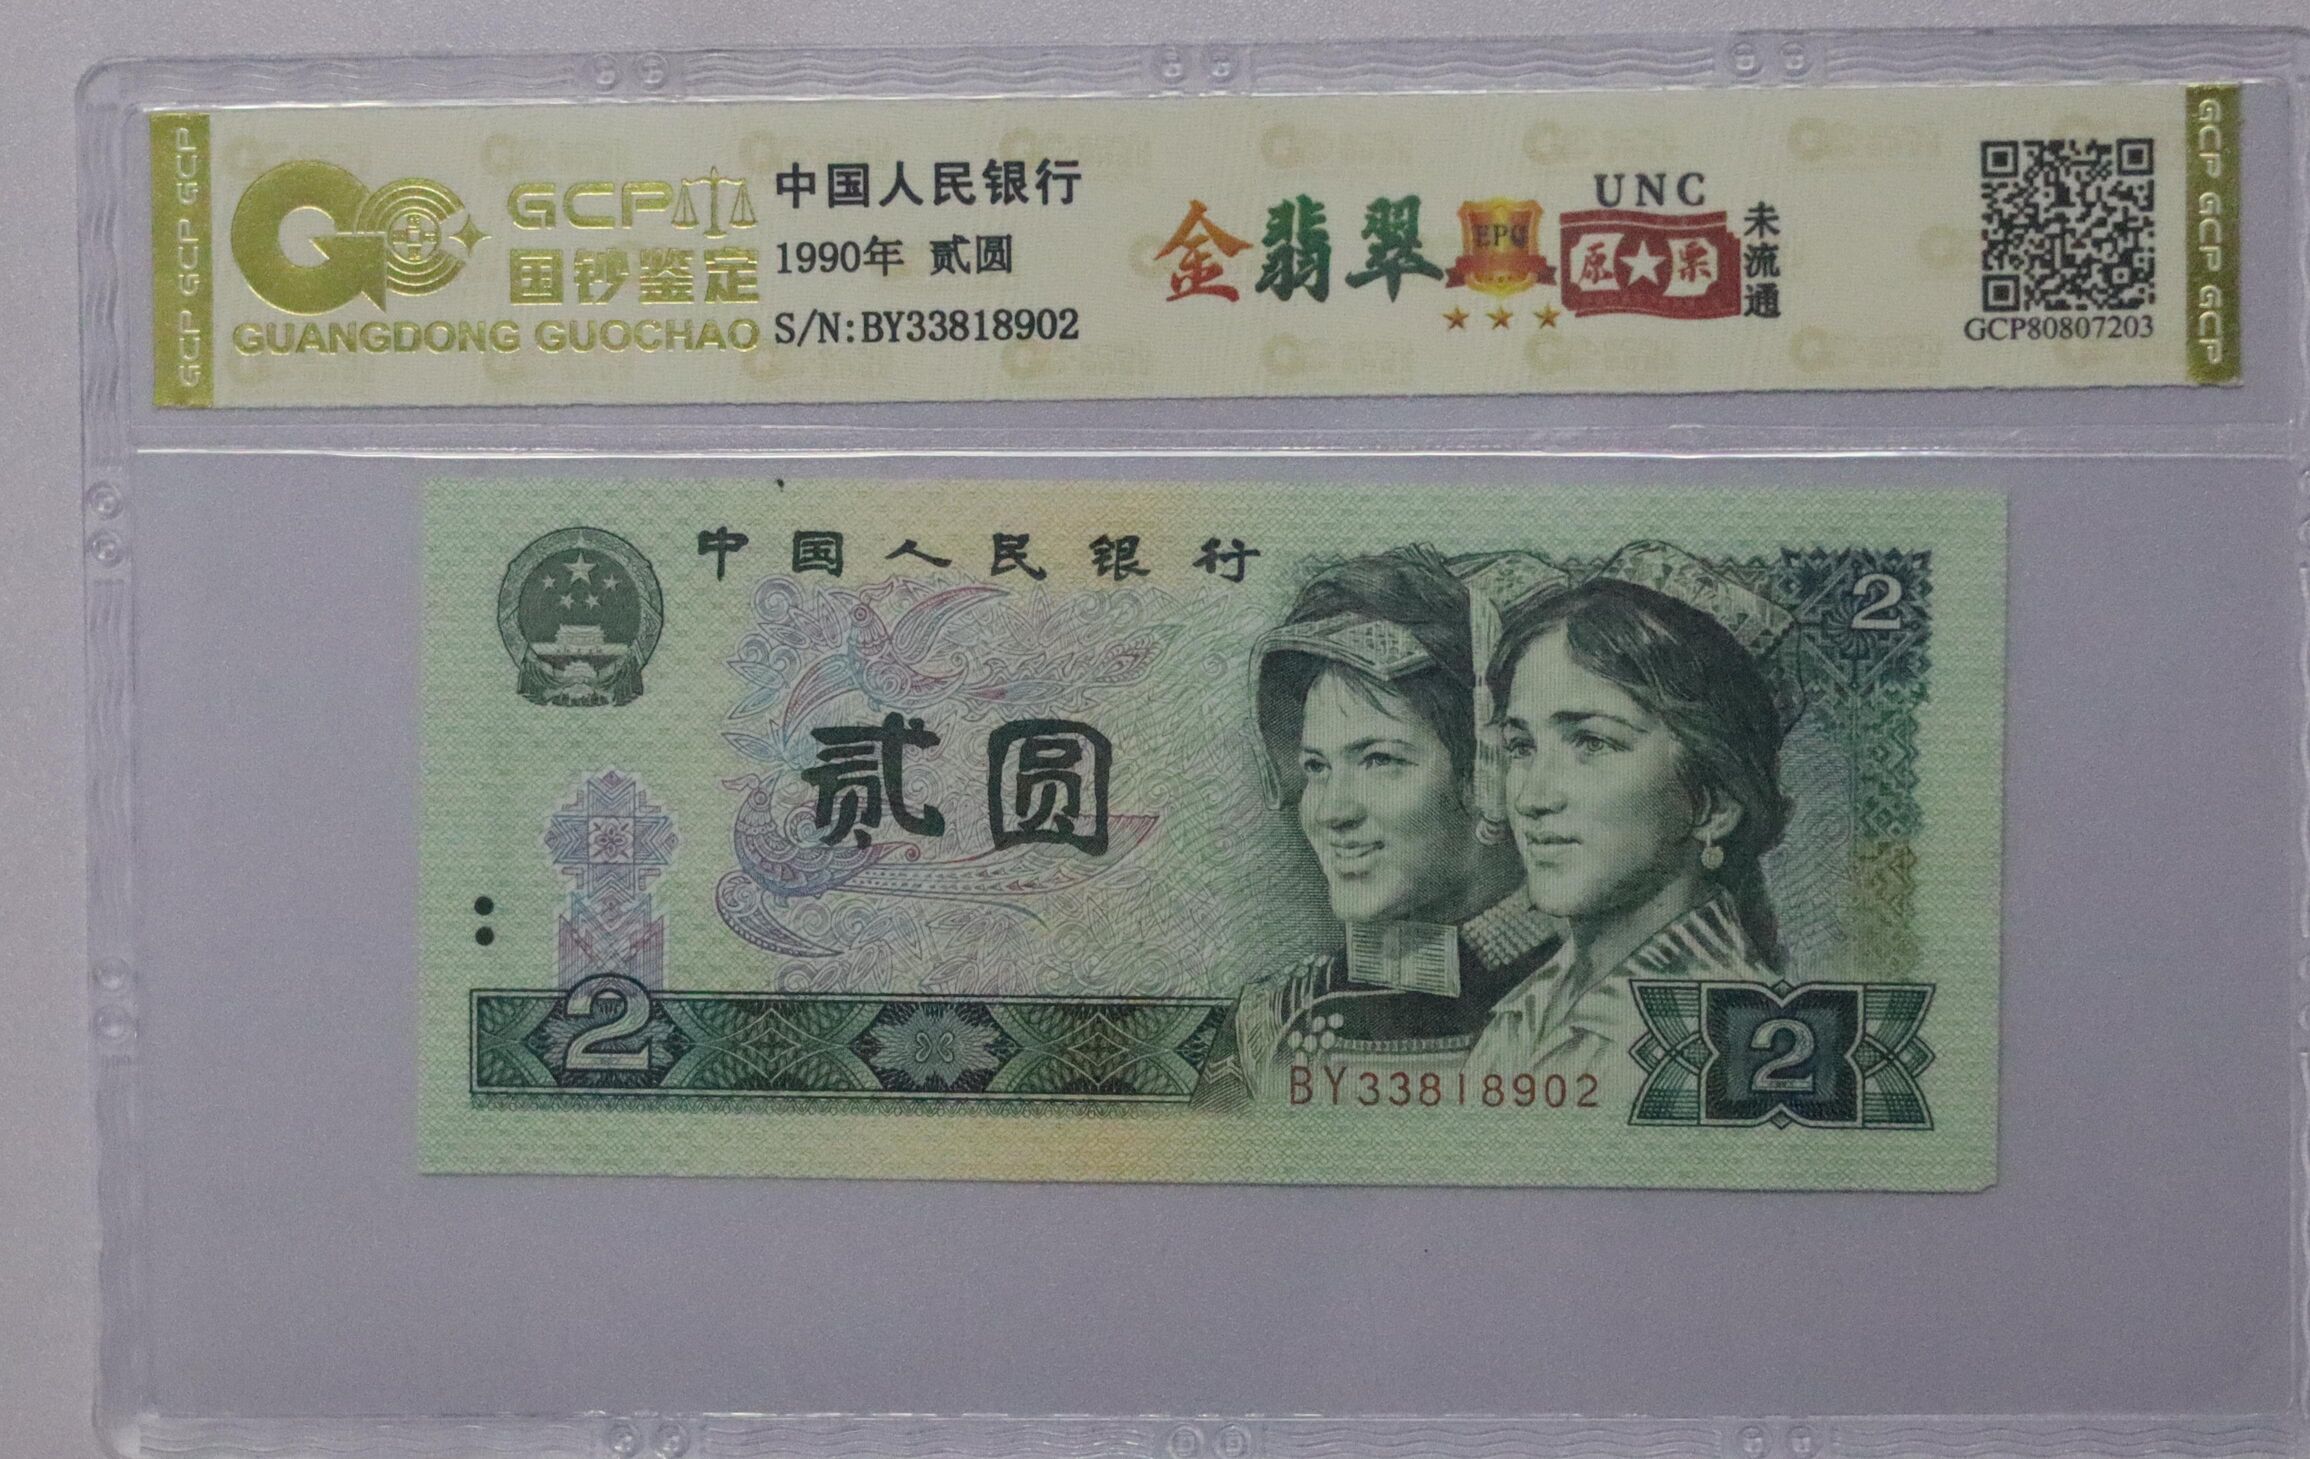 GCP GCP GCP
GCP
国钞鉴定
GUANGDONG GUOCHAO
中国人民银行
1990年 贰圆
S/N:BY33818902
金翡翠
EPQ
UNC
原★票
未流通
GCP80807203
GCP GCP GCP
中国人民银行
2
贰圆
2
2
BY33818902